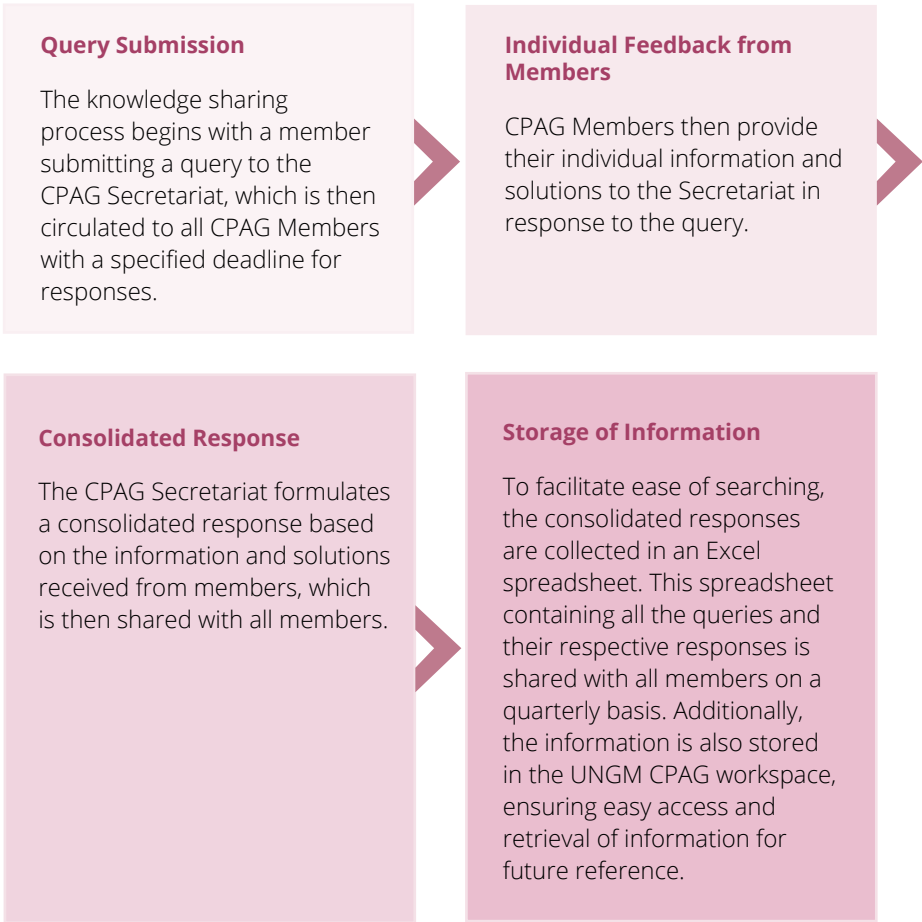 Query Submission
The knowledge sharing
process begins with a member
submitting a query to the
CPAG Secretariat, which is then
circulated to all CPAG Members
with a specified deadline for
responses.
Individual Feedback from
Members
CPAG Members then provide
their individual information and
solutions to the Secretariat in
response to the query.
Consolidated Response
The CPAG Secretariat formulates
a consolidated response based
on the information and solutions
received from members, which
is then shared with all members.
Storage of Information
To facilitate ease of searching,
the consolidated responses
are collected in an Excel
spreadsheet. This spreadsheet
containing all the queries and
their respective responses is
shared with all members on a
quarterly basis. Additionally,
the information is also stored
in the UNGM CPAG workspace,
ensuring easy access and
retrieval of information for
future reference.